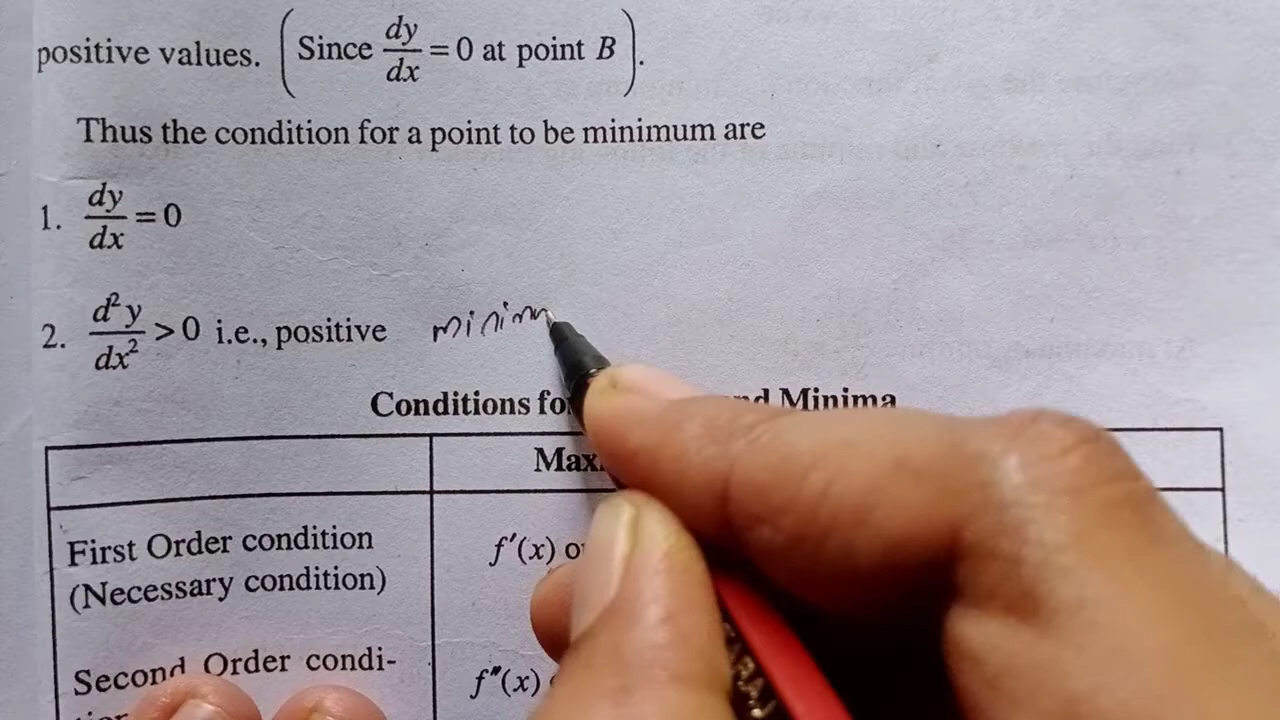 positive values. (Since dy/dx = 0 at point B).
Thus the condition for a point to be minimum are
1. dy/dx = 0
2. d²y/dx² > 0 i.e., positive minim
Conditions fo nd Minima
Max
First Order condition f′(x) o
(Necessary condition)
Second Order condi- f″(x)